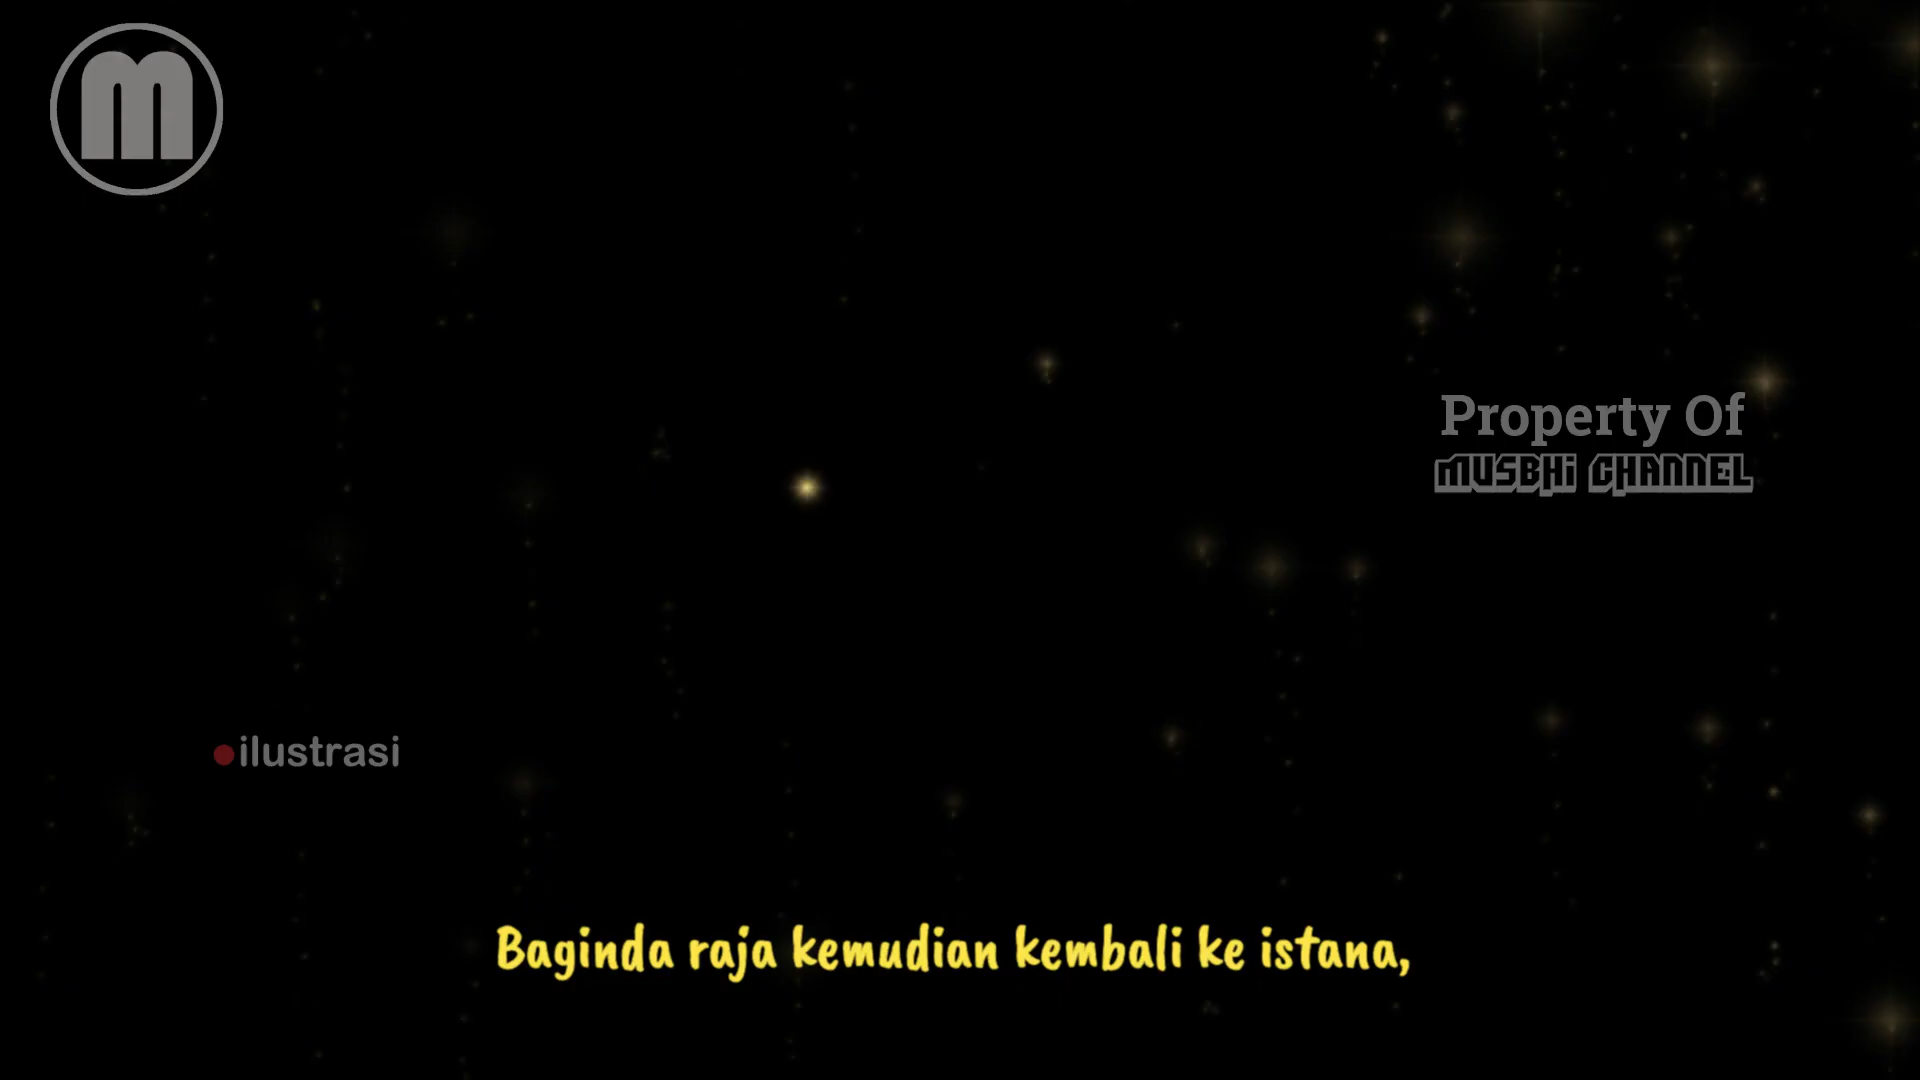 M
Property Of
MUSBHI CHANNEL
ilustrasi
Baginda raja kemudian kembali ke istana,